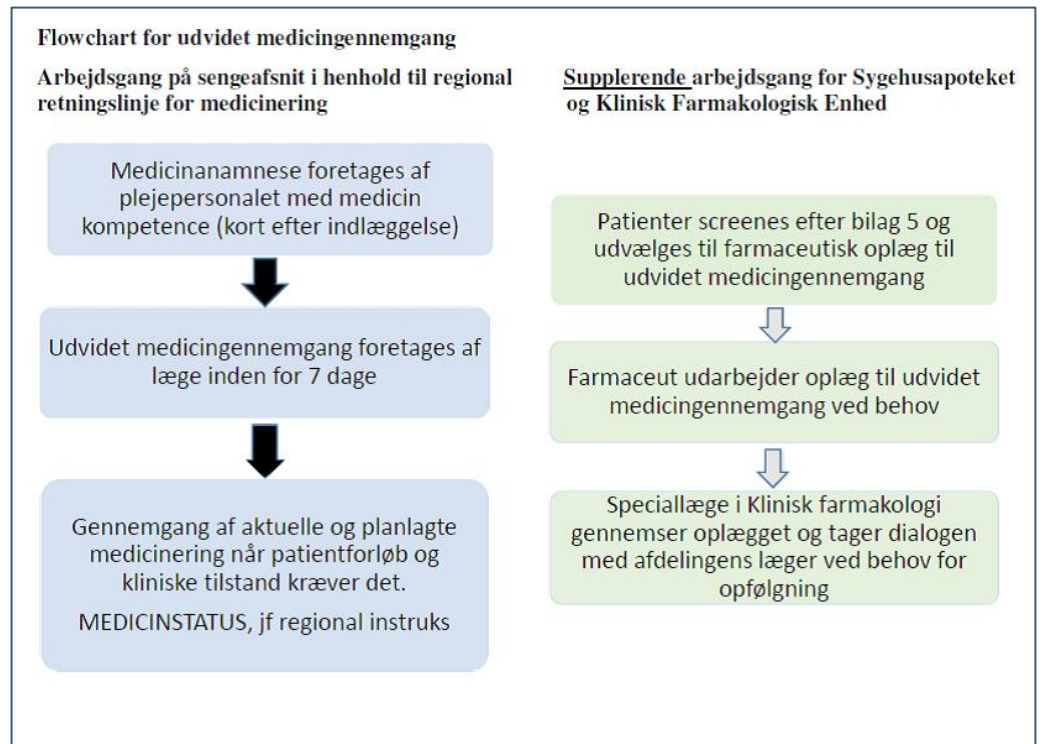 Flowchart for udvidet medicingennemgang
Arbejdsgang på sengeafsnit i henhold til regional
retningslinje for medicinering
Medicinanamnese foretages af
plejepersonalet med medicin
kompetence (kort efter indlæggelse)
Udvidet medicingennemgang foretages af
læge inden for 7 dage
Gennemgang af aktuelle og planlagte
medicinering når patientforløb og
kliniske tilstand kræver det.
MEDICINSTATUS, jf regional instruks
Supplerende arbejdsgang for Sygehusapoteket
og Klinisk Farmakologisk Enhed
Patienter screenes efter bilag 5 og
udvælges til farmaceutisk oplæg til
udvidet medicingennemgang
Farmaceut udarbejder oplæg til udvidet
medicingennemgang ved behov
Speciallæge i Klinisk farmakologi
gennemser oplægget og tager dialogen
med afdelingens læger ved behov for
opfølgning